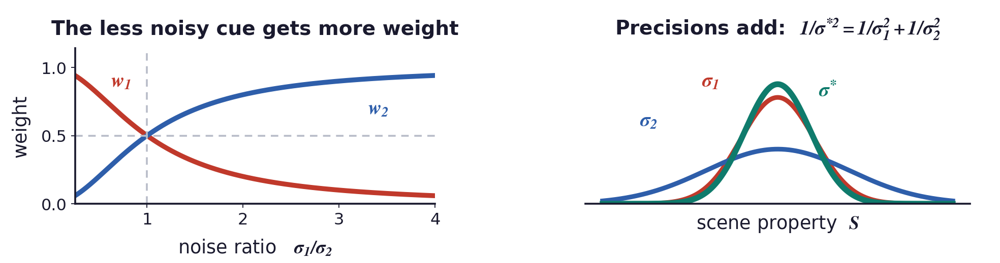 The less noisy cue gets more weight
weight
1.0
0.5
0.0
w₁
w₂
1
2
3
4
noise ratio σ₁/σ₂
Precisions add: 1/σ*² = 1/σ₁² + 1/σ₂²
σ₁
σ*
σ₂
scene property S